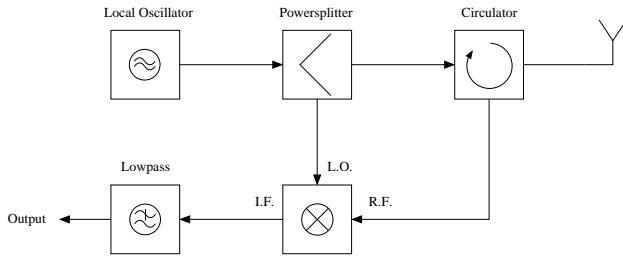 Local Oscillator
Powersplitter
Circulator
L.O.
Lowpass
I.F.
R.F.
Output